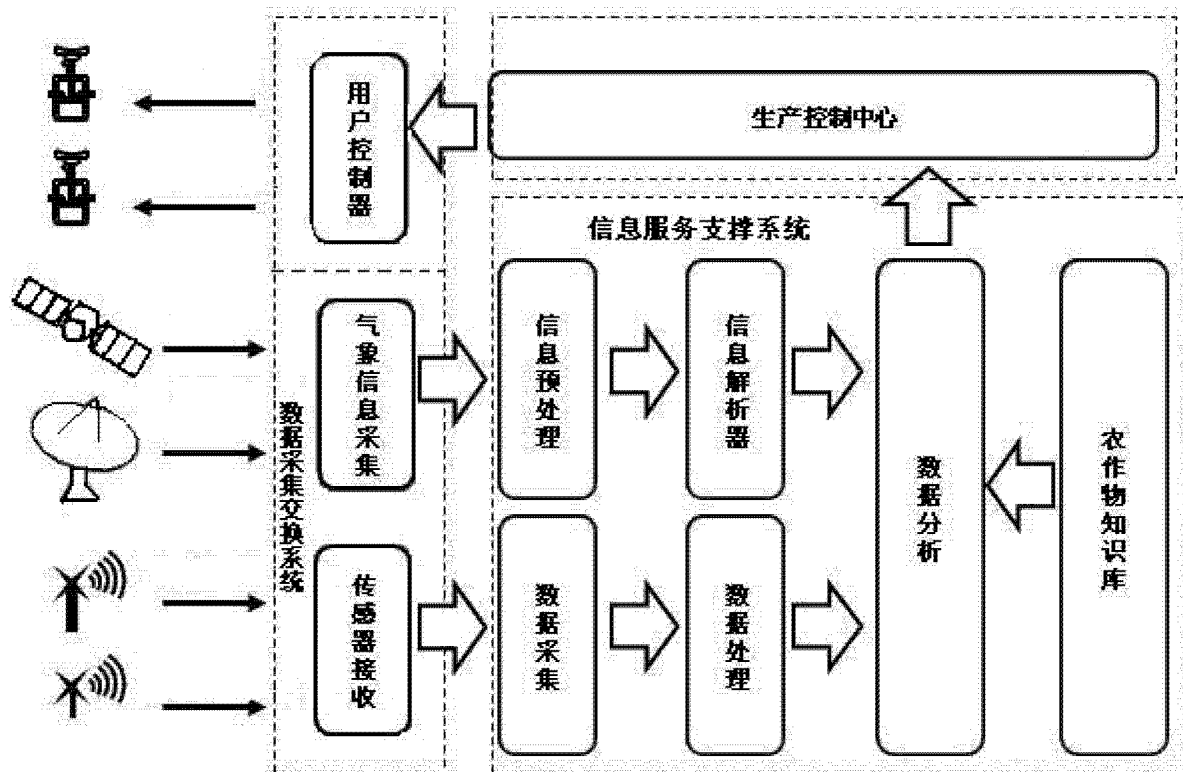 用户控制器
生产控制中心
信息服务支撑系统
数据采集交换系统
气象信息采集
信息预处理
信息解析器
数据分析
农作物知识库
传感器接收
数据采集
数据处理